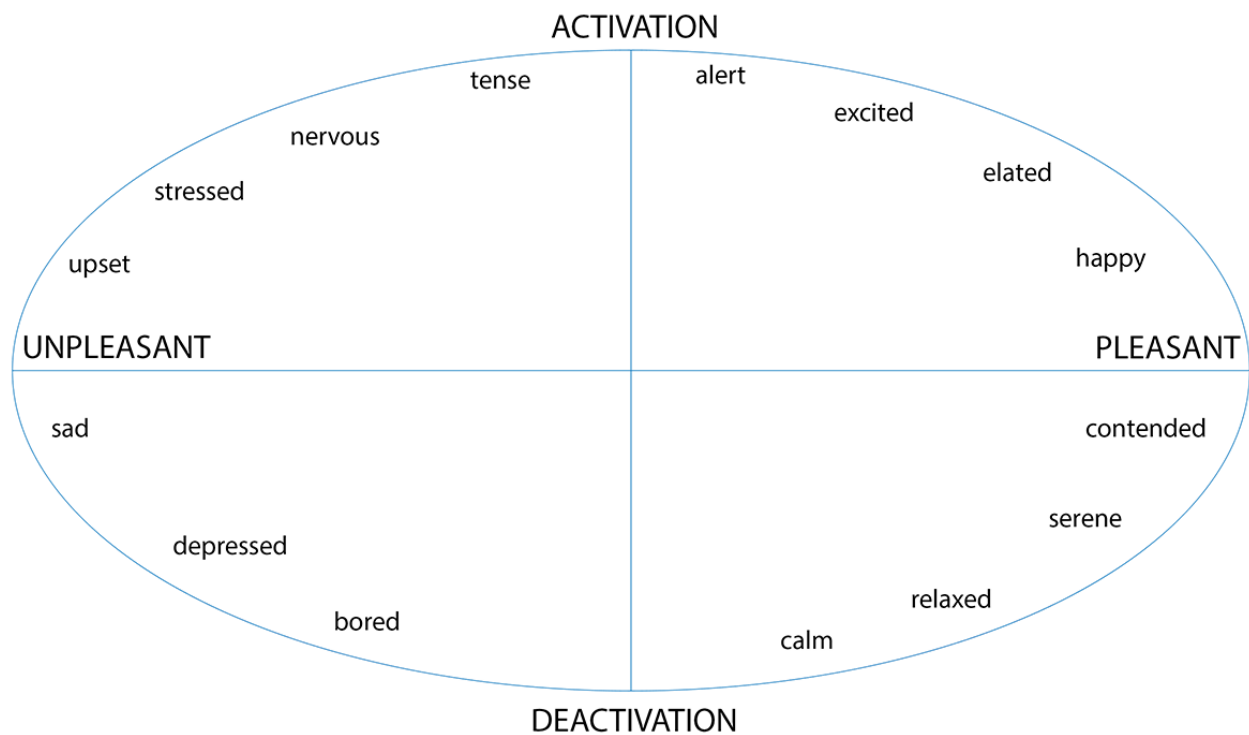 ACTIVATION
tense
alert
excited
nervous
elated
stressed
happy
upset
UNPLEASANT
PLEASANT
sad
contended
serene
depressed
relaxed
bored
calm
DEACTIVATION